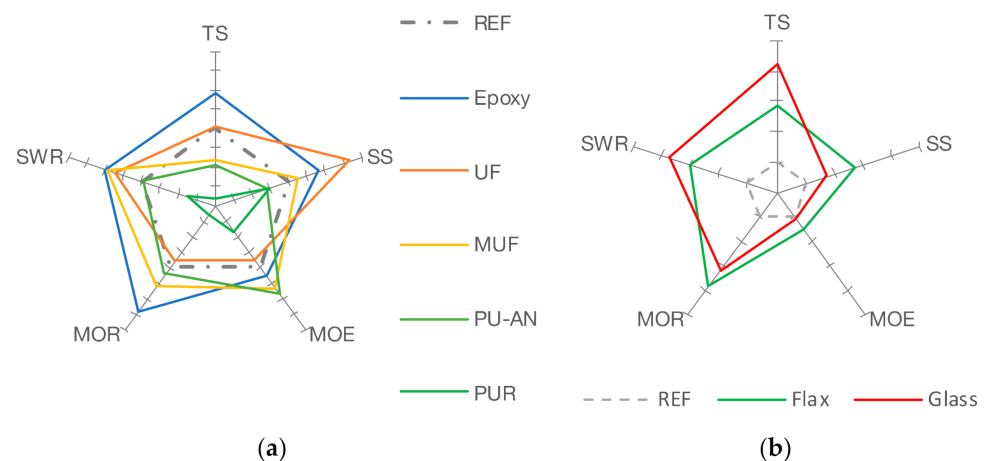 TS
SS
MOE
MOR
SWR
REF
Epoxy
UF
MUF
PU-AN
PUR
(a)
TS
SS
MOE
MOR
SWR
REF Flax Glass
(b)